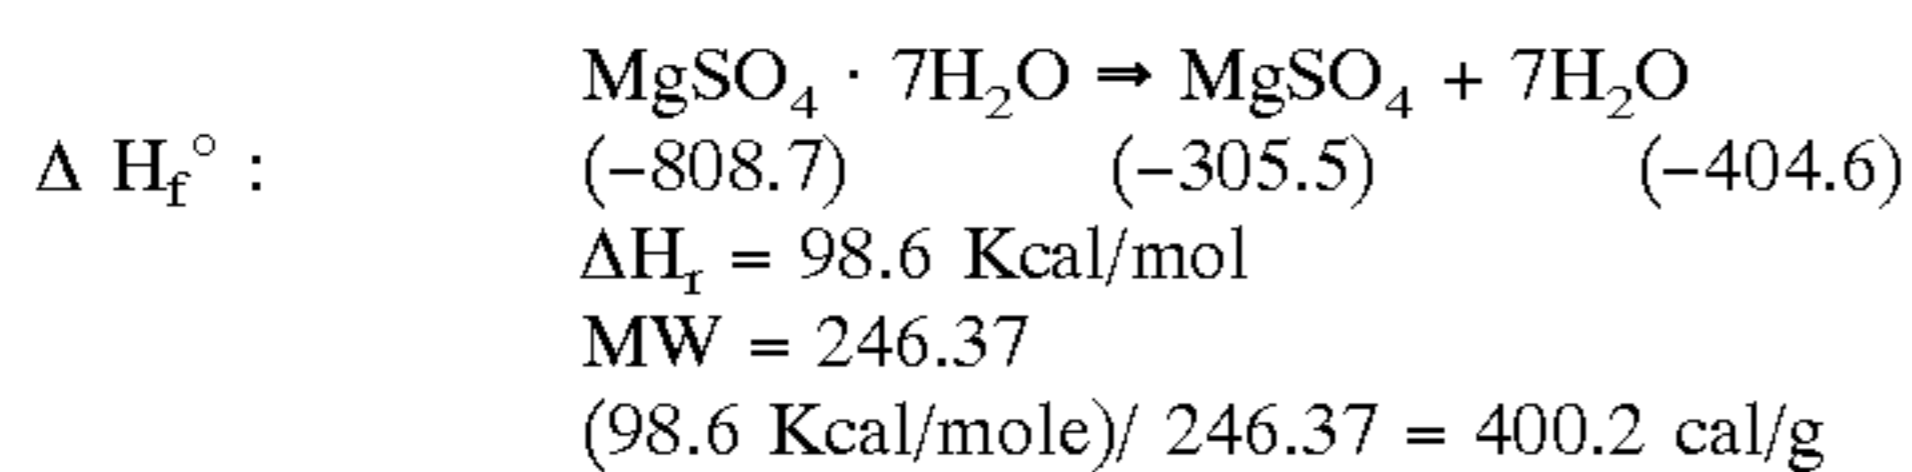 MgSO₄ · 7H₂O ⇒ MgSO₄ + 7H₂O
Δ H_f° : (−808.7) (−305.5) (−404.6)
ΔHᵣ = 98.6 Kcal/mol
MW = 246.37
(98.6 Kcal/mole)/ 246.37 = 400.2 cal/g